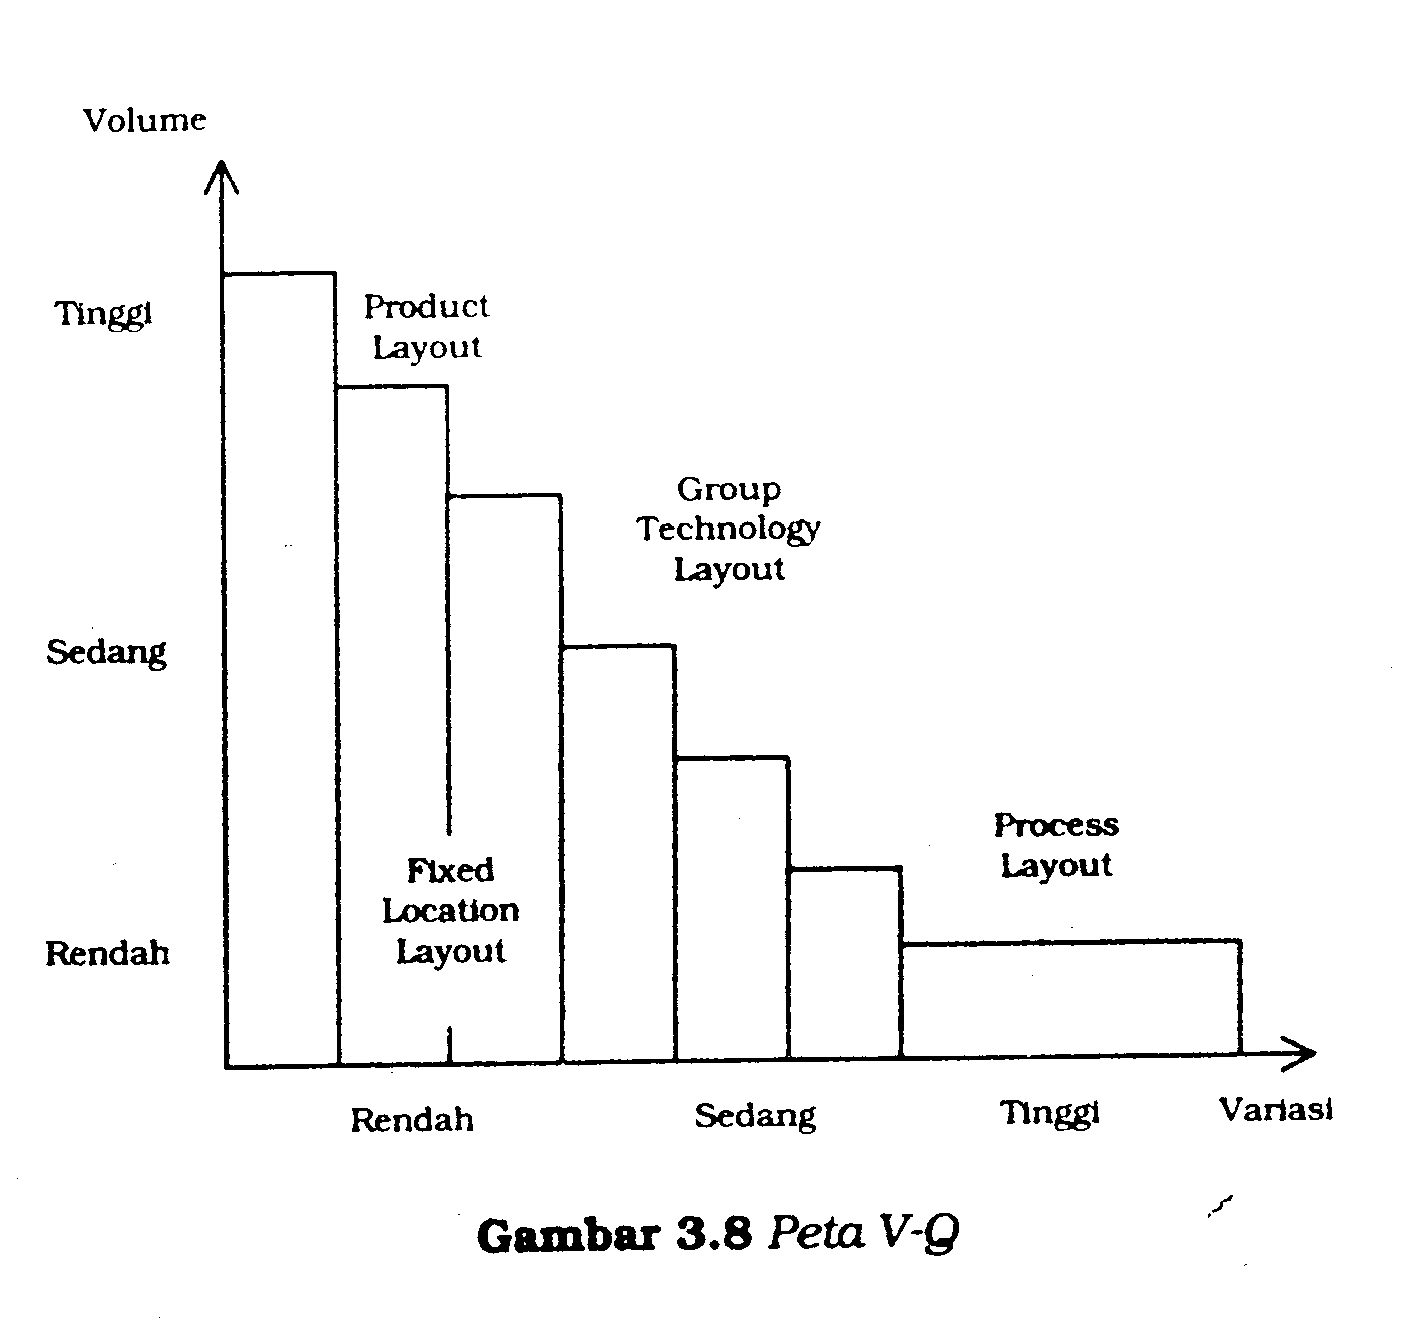 Volume
Tinggi
Product
Layout
Group
Technology
Layout
Sedang
Process
Layout
Fixed
Location
Layout
Rendah
Rendah
Sedang
Tinggi
Variasi
Gambar 3.8 Peta V-Q